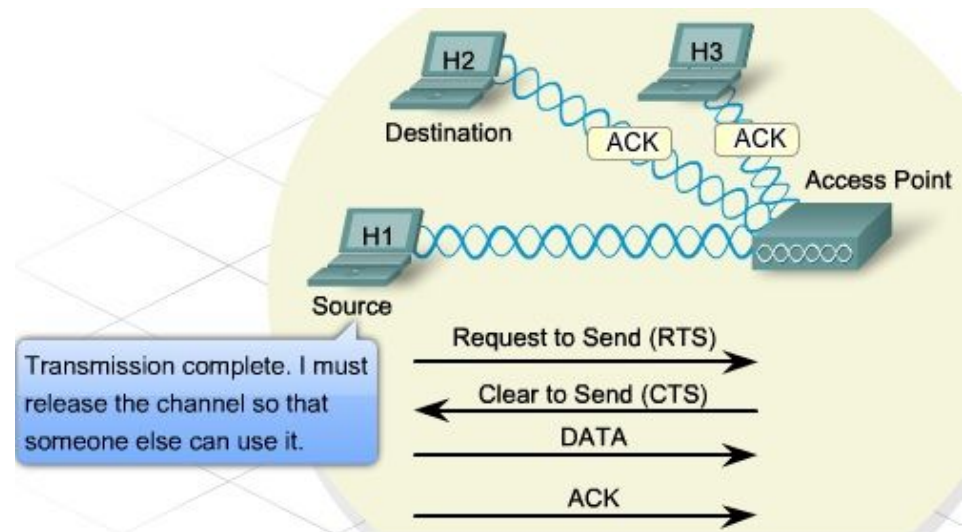 H2
H3
Destination
ACK
ACK
Access Point
H1
Source
Request to Send (RTS)
Transmission complete. I must
release the channel so that
someone else can use it.
Clear to Send (CTS)
DATA
ACK